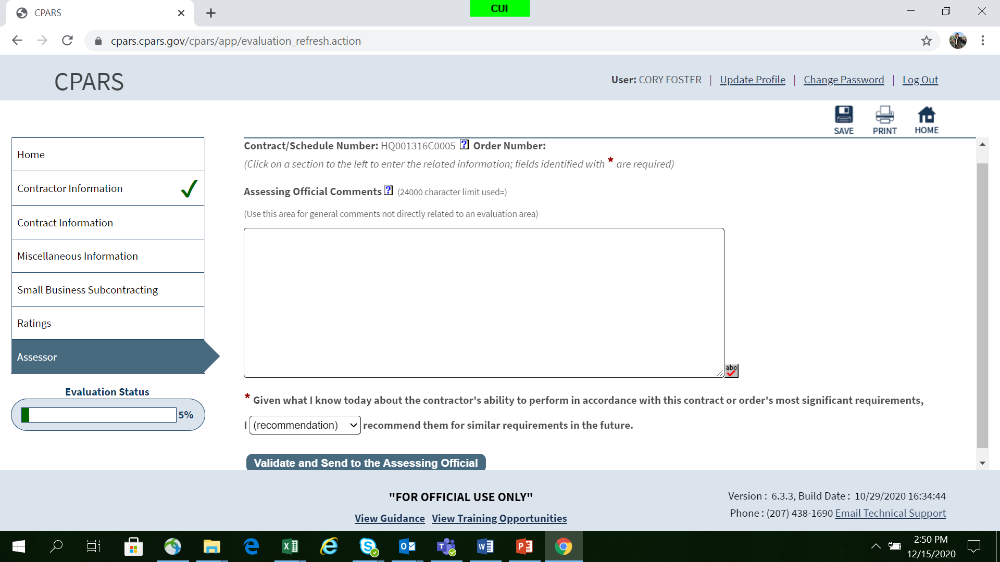 CPARS
CUI
cpars.cpars.gov/cpars/app/evaluation_refresh.action
CPARS
User: CORY FOSTER | Update Profile | Change Password | Log Out
SAVE PRINT HOME
Home
Contractor Information
Contract Information
Miscellaneous Information
Small Business Subcontracting
Ratings
Assessor
Evaluation Status
5%
Contract/Schedule Number: HQ001316C0005 ? Order Number:
(Click on a section to the left to enter the related information; fields identified with * are required)
Assessing Official Comments ? (24000 character limit used=)
(Use this area for general comments not directly related to an evaluation area)
abc
* Given what I know today about the contractor's ability to perform in accordance with this contract or order's most significant requirements,
I (recommendation) recommend them for similar requirements in the future.
Validate and Send to the Assessing Official
"FOR OFFICIAL USE ONLY"
View Guidance View Training Opportunities
Version : 6.3.3, Build Date : 10/29/2020 16:34:44
Phone : (207) 438-1690 Email Technical Support
2:50 PM
12/15/2020